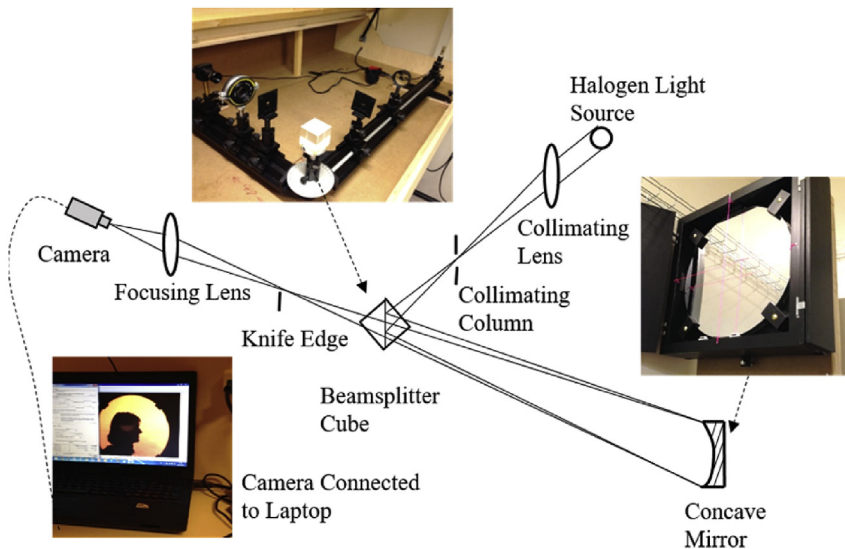 Halogen Light
Source
Collimating
Lens
Camera
Focusing Lens
Collimating
Column
Knife Edge
Beamsplitter
Cube
Camera Connected
to Laptop
Concave
Mirror